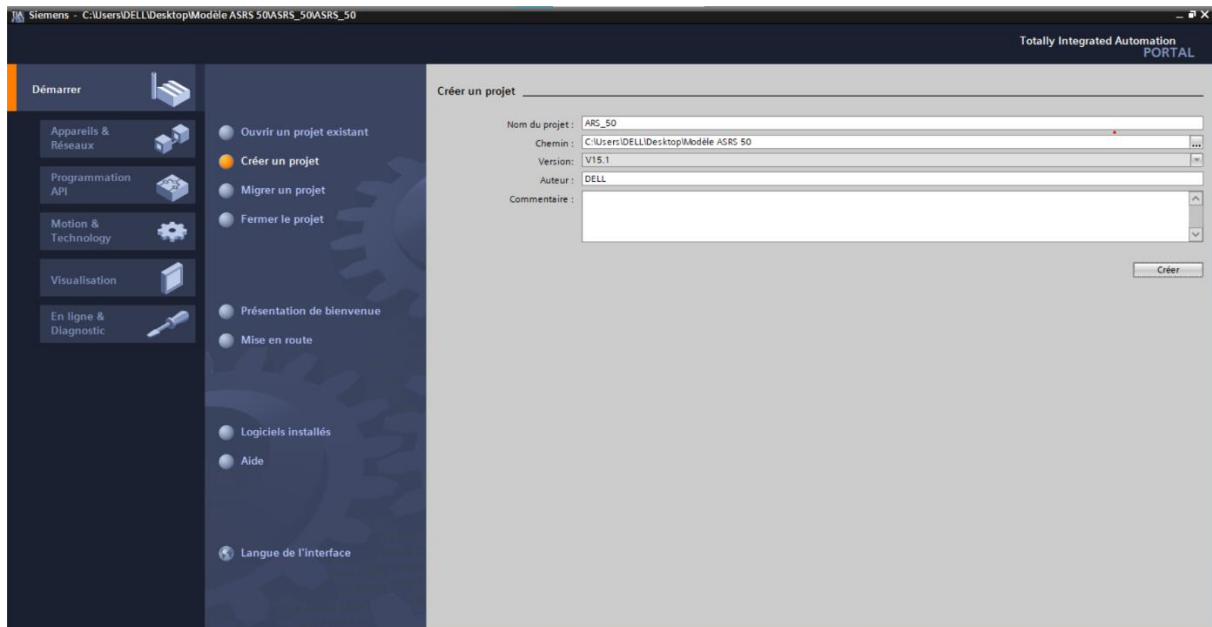 Siemens - C:\Users\DELL\Desktop\Modèle ASRS 50\ASRS_50\ASRS_50
Totally Integrated Automation
PORTAL
Démarrer
Appareils &
Réseaux
Programmation
API
Motion &
Technology
Visualisation
En ligne &
Diagnostic
Ouvrir un projet existant
Créer un projet
Migrer un projet
Fermer le projet
Présentation de bienvenue
Mise en route
Logiciels installés
Aide
Langue de l'interface
Créer un projet
Nom du projet : ARS_50
Chemin : C:\Users\DELL\Desktop\Modèle ASRS 50
...
Version: V15.1
Auteur : DELL
Commentaire :
Créer